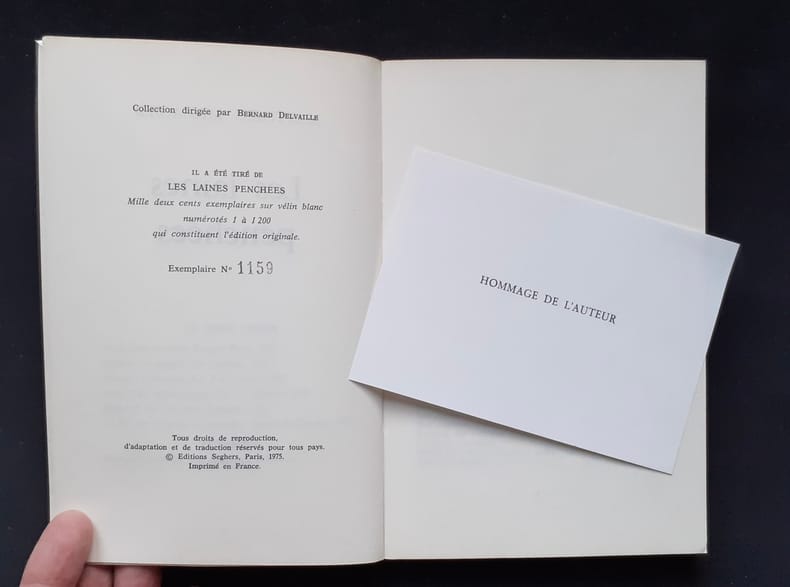 Collection dirigée par BERNARD DELVAILLE
IL A ÉTÉ TIRÉ DE
LES LAINES PENCHEES
Mille deux cents exemplaires sur vélin blanc
numérotés 1 à 1200
qui constituent l'édition originale.
Exemplaire N° 1159
Tous droits de reproduction,
d'adaptation et de traduction réservés pour tous pays.
© Editions Seghers, Paris, 1975.
Imprimé en France.
HOMMAGE DE L'AUTEUR